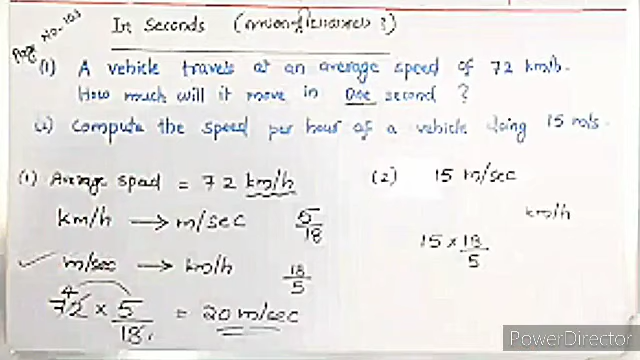 Page No. 103
In Seconds (
(1) A vehicle travels at an average speed of 72 km/h.
How much will it move in one second ?
(2) Compute the speed per hour of a vehicle doing 15 m/s.
(1) Average speed = 72 km/h
km/h → m/sec 5/18
✓ m/sec → km/h 18/5
4
72 × 5/18 = 20 m/sec
(2) 15 m/sec
km/h
15 × 18/5
PowerDirector